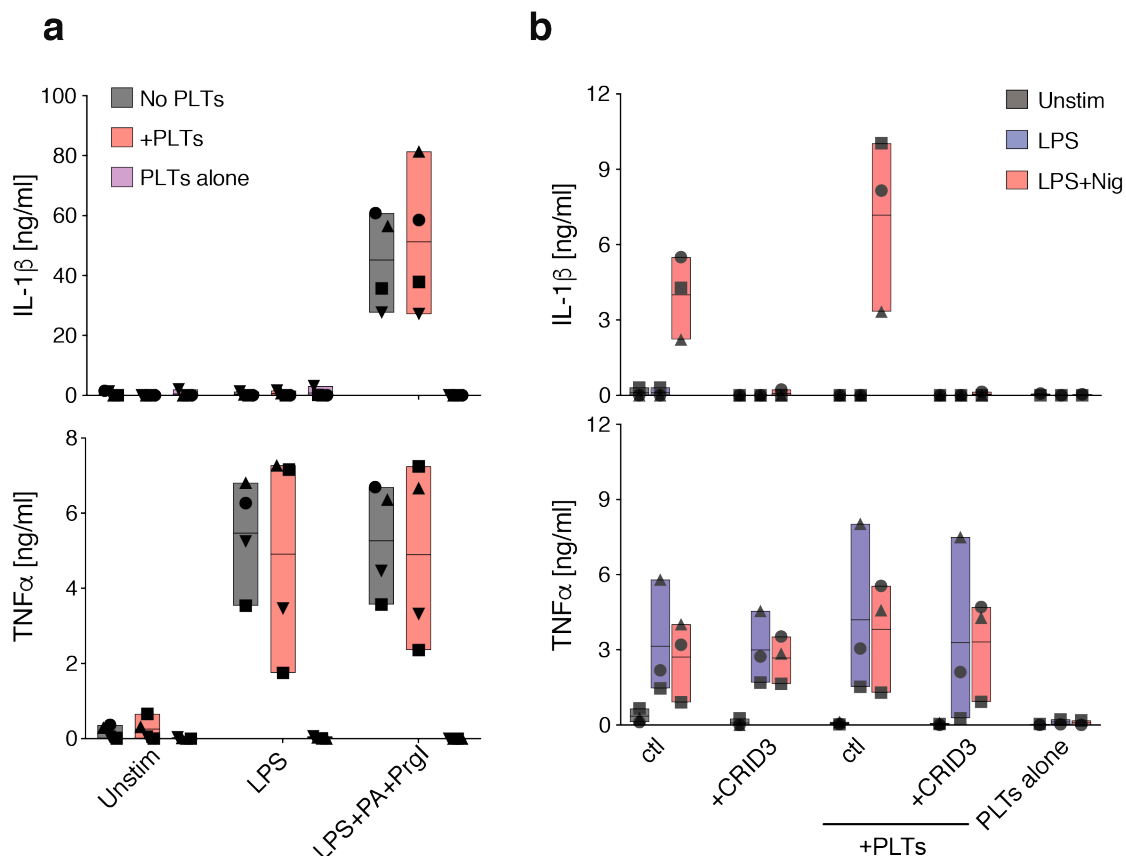 a
b
100
80
60
40
20
0
IL-1β [ng/ml]
No PLTs
+PLTs
PLTs alone
12
9
6
3
0
IL-1β [ng/ml]
Unstim
LPS
LPS+Nig
8
6
4
2
0
TNFα [ng/ml]
Unstim
LPS
LPS+PA+PrgI
12
9
6
3
0
TNFα [ng/ml]
ctl
+CRID3
ctl
+CRID3
PLTs alone
+PLTs